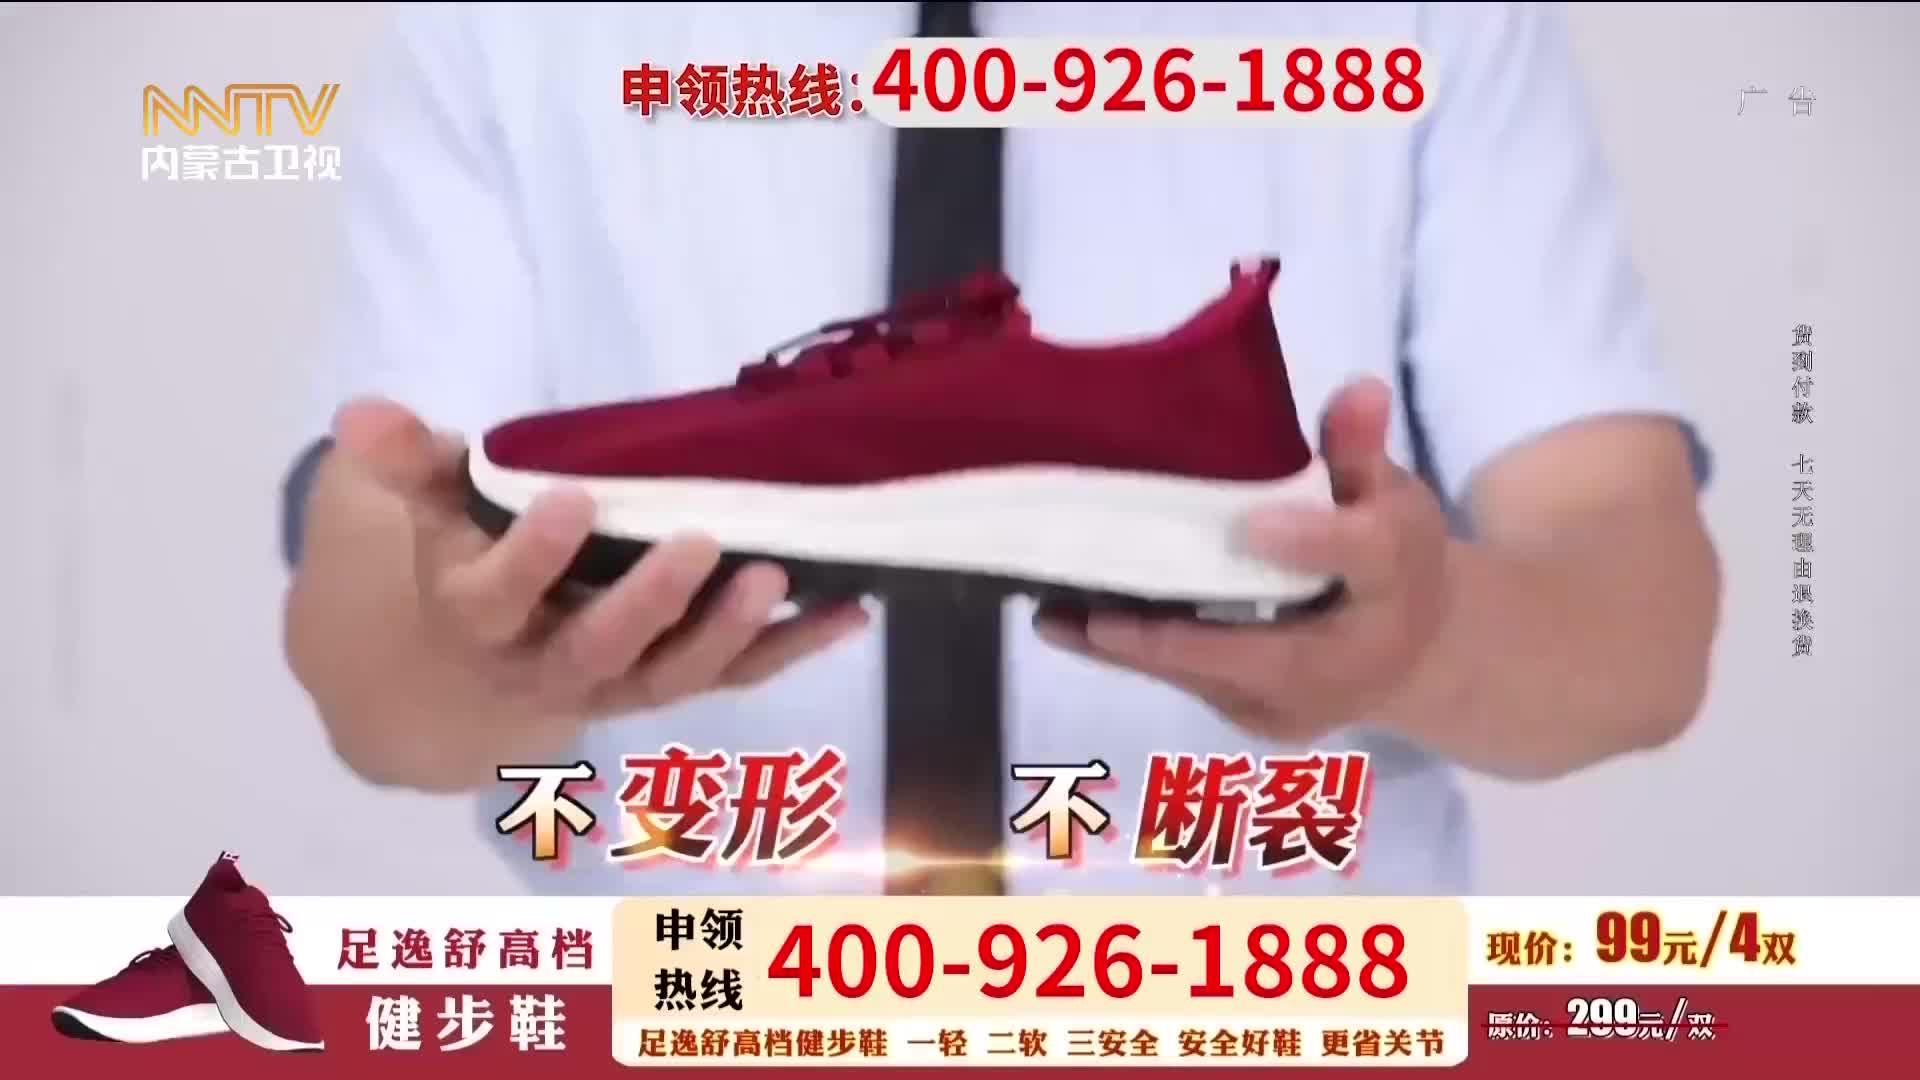 申领热线:400-926-1888
NNTV
内蒙古卫视
广告
货到付款 七天无理由退换货
不变形 不断裂
足逸舒高档
健步鞋
申领
热线
400-926-1888
足逸舒高档健步鞋 一轻 二软 三安全 安全好鞋 更省关节
现价:99元/4双
原价:299元/双